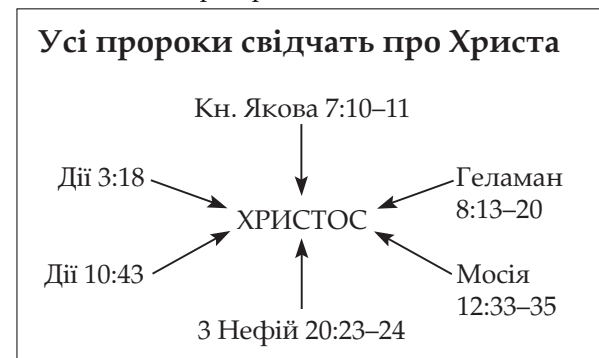 Усі пророки свідчать про Христа
Кн. Якова 7:10–11
Дії 3:18
Геламан
8:13–20
ХРИСТОС
Дії 10:43
Мосія
12:33–35
3 Нефій 20:23–24